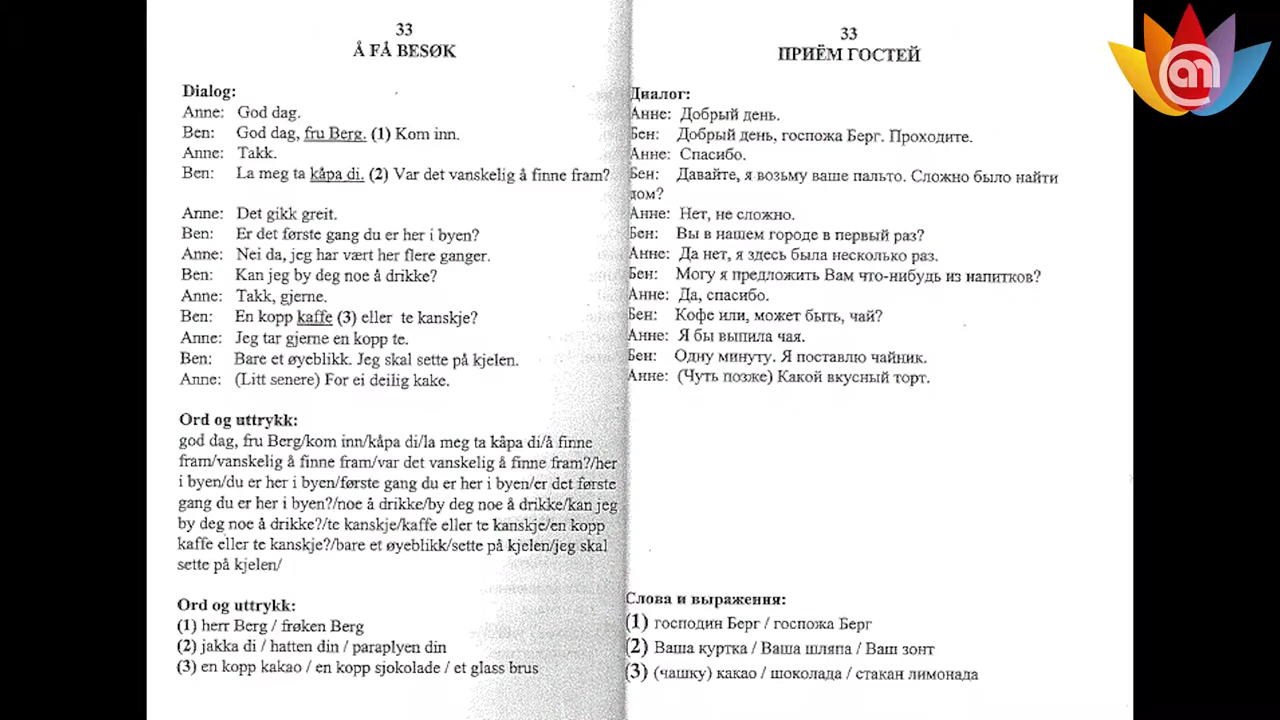 33
Å FÅ BESØK
Dialog:
Anne: God dag.
Ben: God dag, fru Berg. (1) Kom inn.
Anne: Takk.
Ben: La meg ta kåpa di. (2) Var det vanskelig å finne fram?
Anne: Det gikk greit.
Ben: Er det første gang du er her i byen?
Anne: Nei da, jeg har vært her flere ganger.
Ben: Kan jeg by deg noe å drikke?
Anne: Takk, gjerne.
Ben: En kopp kaffe (3) eller te kanskje?
Anne: Jeg tar gjerne en kopp te.
Ben: Bare et øyeblikk. Jeg skal sette på kjelen.
Anne: (Litt senere) For ei deilig kake.
Ord og uttrykk:
god dag, fru Berg/kom inn/kåpa di/la meg ta kåpa di/å finne
fram/vanskelig å finne fram/var det vanskelig å finne fram?/her
i byen/du er her i byen/første gang du er her i byen/er det første
gang du er her i byen?/noe å drikke/by deg noe å drikke/kan jeg
by deg noe å drikke?/te kanskje/kaffe eller te kanskje/en kopp
kaffe eller te kanskje?/bare et øyeblikk/sette på kjelen/jeg skal
sette på kjelen/
Ord og uttrykk:
(1) herr Berg / frøken Berg
(2) jakka di / hatten din / paraplyen din
(3) en kopp kakao / en kopp sjokolade / et glass brus
33
ПРИЁМ ГОСТЕЙ
Диалог:
Анне: Добрый день.
Бен: Добрый день, госпожа Берг. Проходите.
Анне: Спасибо.
Бен: Давайте, я возьму ваше пальто. Сложно было найти
дом?
Анне: Нет, не сложно.
Бен: Вы в нашем городе в первый раз?
Анне: Да нет, я здесь была несколько раз.
Бен: Могу я предложить Вам что-нибудь из напитков?
Анне: Да, спасибо.
Бен: Кофе или, может быть, чай?
Анне: Я бы выпила чая.
Бен: Одну минуту. Я поставлю чайник.
Анне: (Чуть позже) Какой вкусный торт.
Слова и выражения:
(1) господин Берг / госпожа Берг
(2) Ваша куртка / Ваша шляпа / Ваш зонт
(3) (чашку) какао / шоколада / стакан лимонада